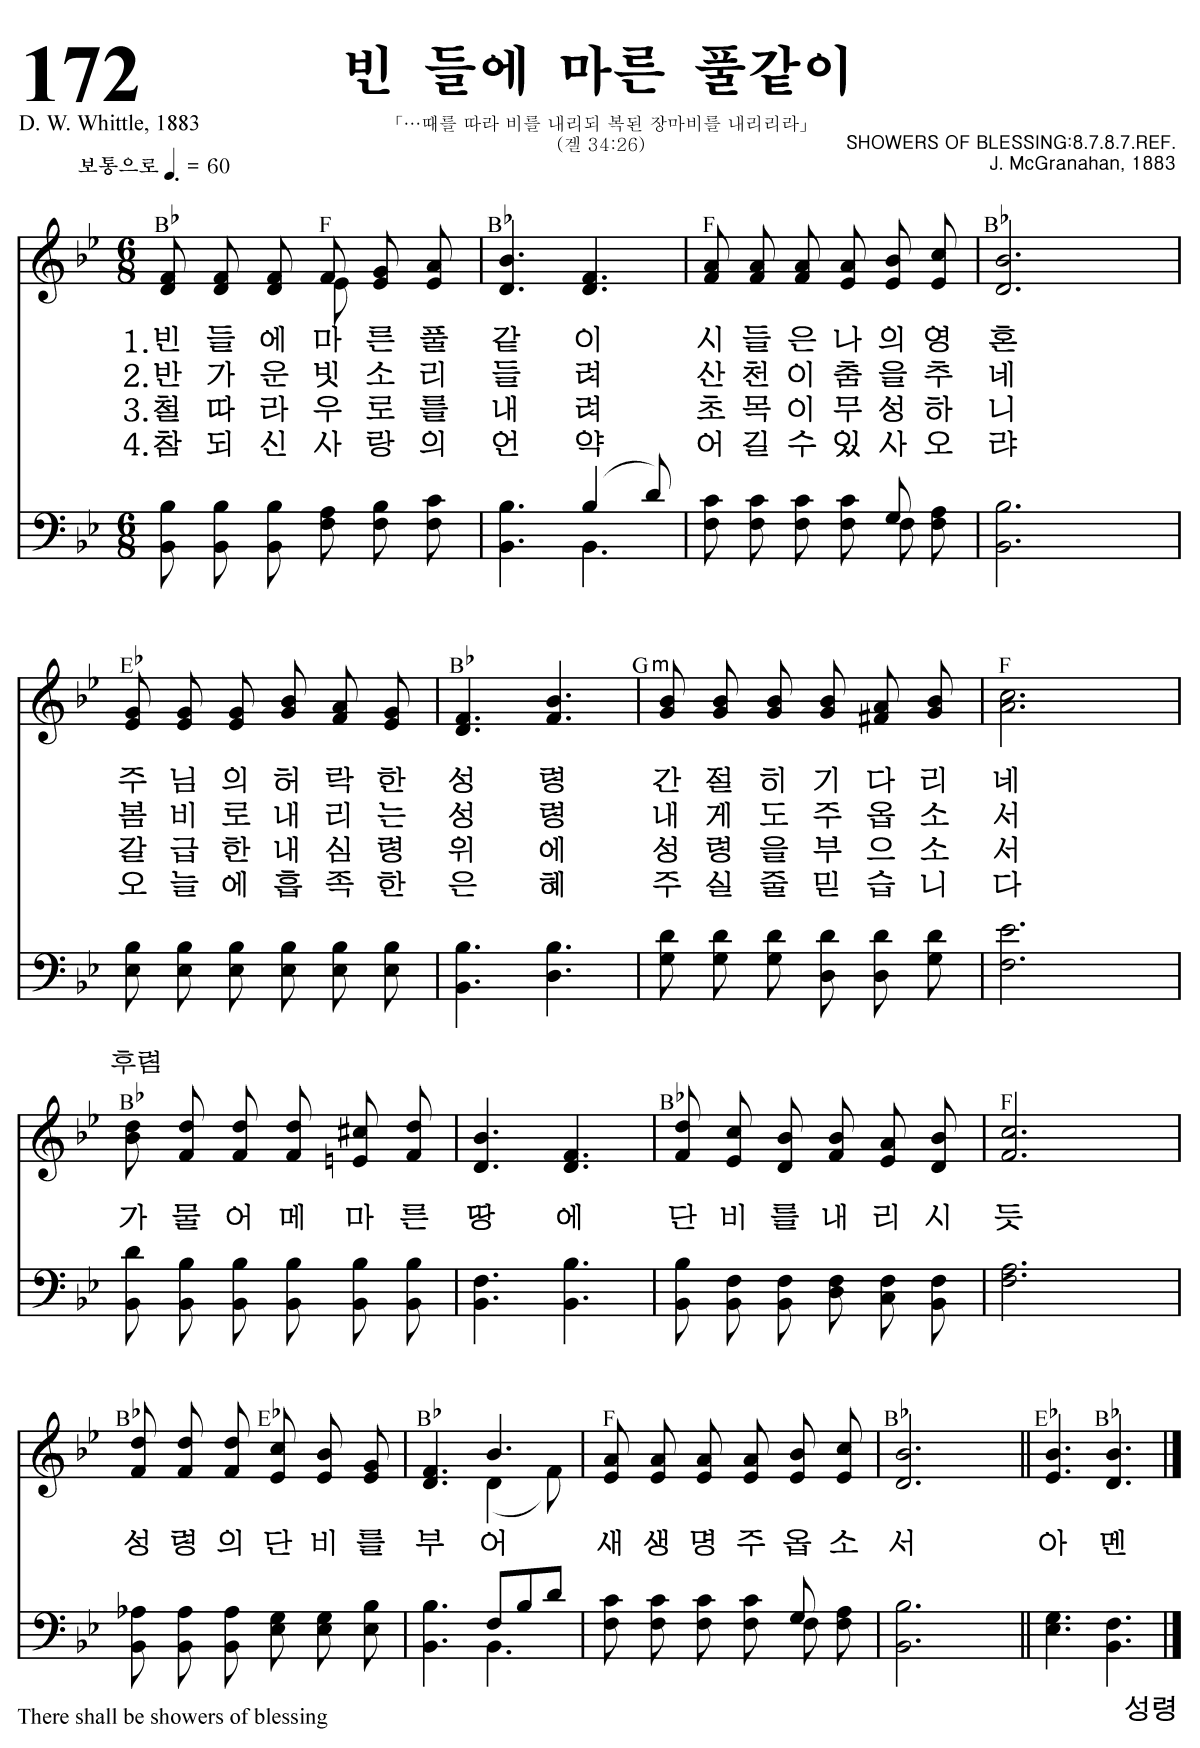 172
빈 들에 마른 풀같이
D. W. Whittle, 1883
「…때를 따라 비를 내리되 복된 장마비를 내리리라」
(겔 34:26)
SHOWERS OF BLESSING:8.7.8.7.REF.
보통으로 ♩. = 60
J. McGranahan, 1883
B♭ F B♭ F B♭
6 8
1.빈 들 에 마 른 풀 같 이 시 들 은 나 의 영 혼
2.반 가 운 빗 소 리 들 려 산 천 이 춤 을 추 네
3.철 따 라 우 로 를 내 려 초 목 이 무 성 하 니
4.참 되 신 사 랑 의 언 약 어 길 수 있 사 오 랴
6 8
E♭ B♭ Gm F
주 님 의 허 락 한 성 령 간 절 히 기 다 리 네
봄 비 로 내 리 는 성 령 내 게 도 주 옵 소 서
갈 급 한 내 심 령 위 에 성 령 을 부 으 소 서
오 늘 에 흡 족 한 은 혜 주 실 줄 믿 습 니 다
후렴
B♭ B♭ F
가 물 어 메 마 른 땅 에 단 비 를 내 리 시 듯
B♭ E♭ B♭ F B♭ E♭ B♭
성 령 의 단 비 를 부 어 새 생 명 주 옵 소 서 아 멘
There shall be showers of blessing
성령